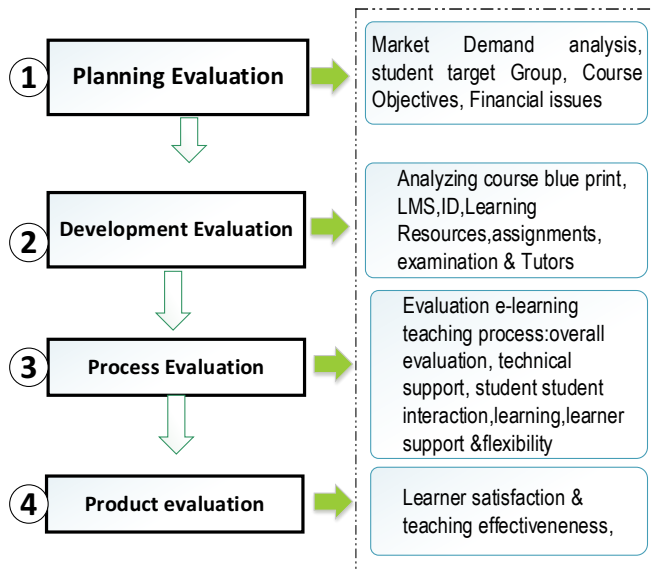 1
Planning Evaluation
Market Demand analysis,
student target Group, Course
Objectives, Financial issues
2
Development Evaluation
Analyzing course blue print,
LMS,ID,Learning
Resources,assignments,
examination & Tutors
3
Process Evaluation
Evaluation e-learning
teaching process:overall
evaluation, technical
support, student student
interaction,learning,learner
support &flexibility
4
Product evaluation
Learner satisfaction &
teaching effectiveneness,